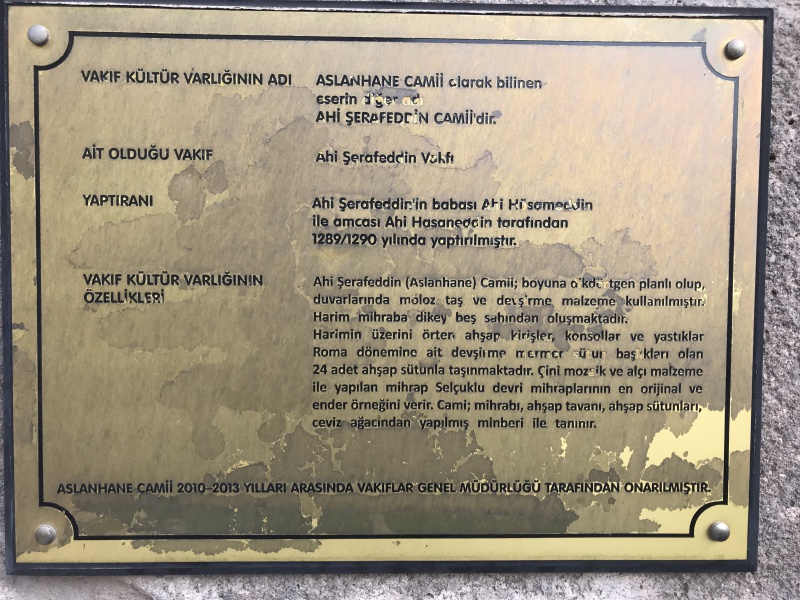 VAKIF KÜLTÜR VARLIĞININ ADI
ASLANHANE CAMİİ olarak bilinen
eserin diğer adı
AHİ ŞERAFEDDİN CAMİİ'dir.
AİT OLDUĞU VAKIF
Ahi Şerafeddin Vakfı
YAPTIRANI
Ahi Şerafeddin'in babası Ahi Hüsameddin
ile amcası Ahi Hasaneddin tarafından
1289/1290 yılında yaptırılmıştır.
VAKIF KÜLTÜR VARLIĞININ
ÖZELLİKLERİ
Ahi Şerafeddin (Aslanhane) Camii; boyuna dikdörtgen planlı olup,
duvarlarında moloz taş ve devşirme malzeme kullanılmıştır.
Harim mihraba dikey beş sahından oluşmaktadır.
Harimin üzerini örten ahşap kirişler, konsollar ve yastıklar
Roma dönemine ait devşirme mermer sütun başlıkları olan
24 adet ahşap sütunla taşınmaktadır. Çini mozaik ve alçı malzeme
ile yapılan mihrap Selçuklu devri mihraplarının en orijinal ve
ender örneğini verir. Cami; mihrabı, ahşap tavanı, ahşap sütunları,
ceviz ağacından yapılmış minberi ile tanınır.
ASLANHANE CAMİİ 2010-2013 YILLARI ARASINDA VAKIFLAR GENEL MÜDÜRLÜĞÜ TARAFINDAN ONARILMIŞTIR.